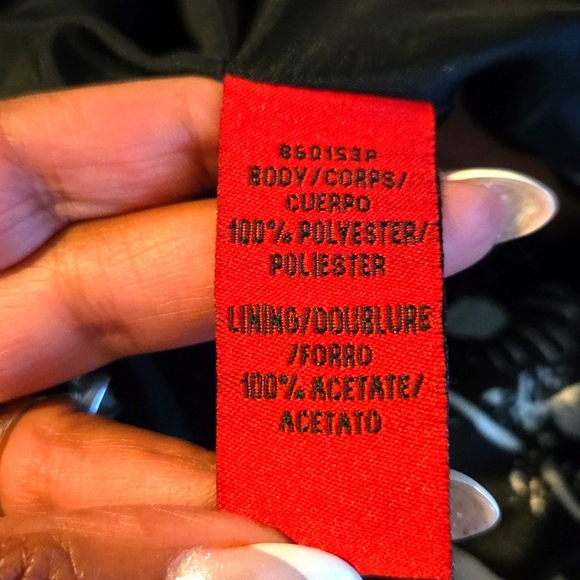 860153P
BODY/CORPS/
CUERPO
100% POLYESTER/
POLIESTER
LINING/DOUBLURE
/FORRO
100% ACETATE/
ACETATO